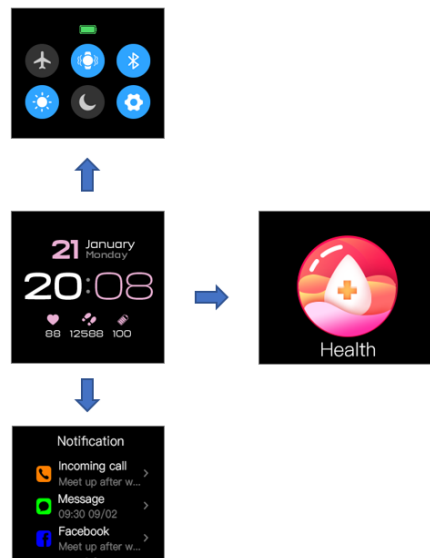 21 January
Monday
20:08
88 12588 100
Health
Notification
Incoming call
Meet up after w...
Message
09:30 09/02
Facebook
Meet up after w...